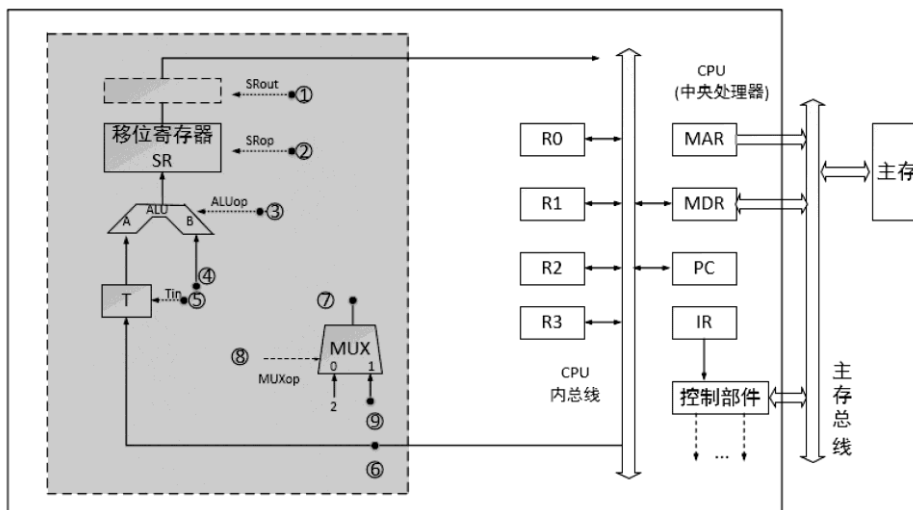 SRout
①
移位寄存器
SR
SRop
②
ALU
A
B
ALUop
③
④
T
Tin
⑤
⑦
MUX
0
1
⑧
MUXop
2
⑨
⑥
CPU
(中央处理器)
R0
R1
R2
R3
MAR
MDR
PC
IR
控制部件
...
CPU
内总线
主存总线
主存